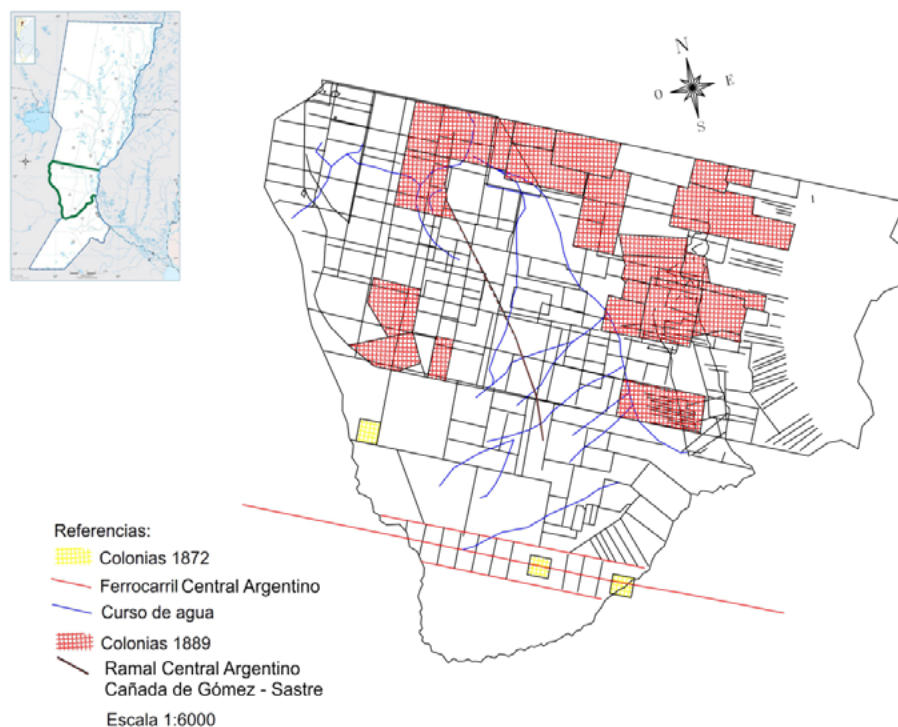 N
O
E
S
1
Referencias:
Colonias 1872
Ferrocarril Central Argentino
Curso de agua
Colonias 1889
Ramal Central Argentino
Cañada de Gómez - Sastre
Escala 1:6000